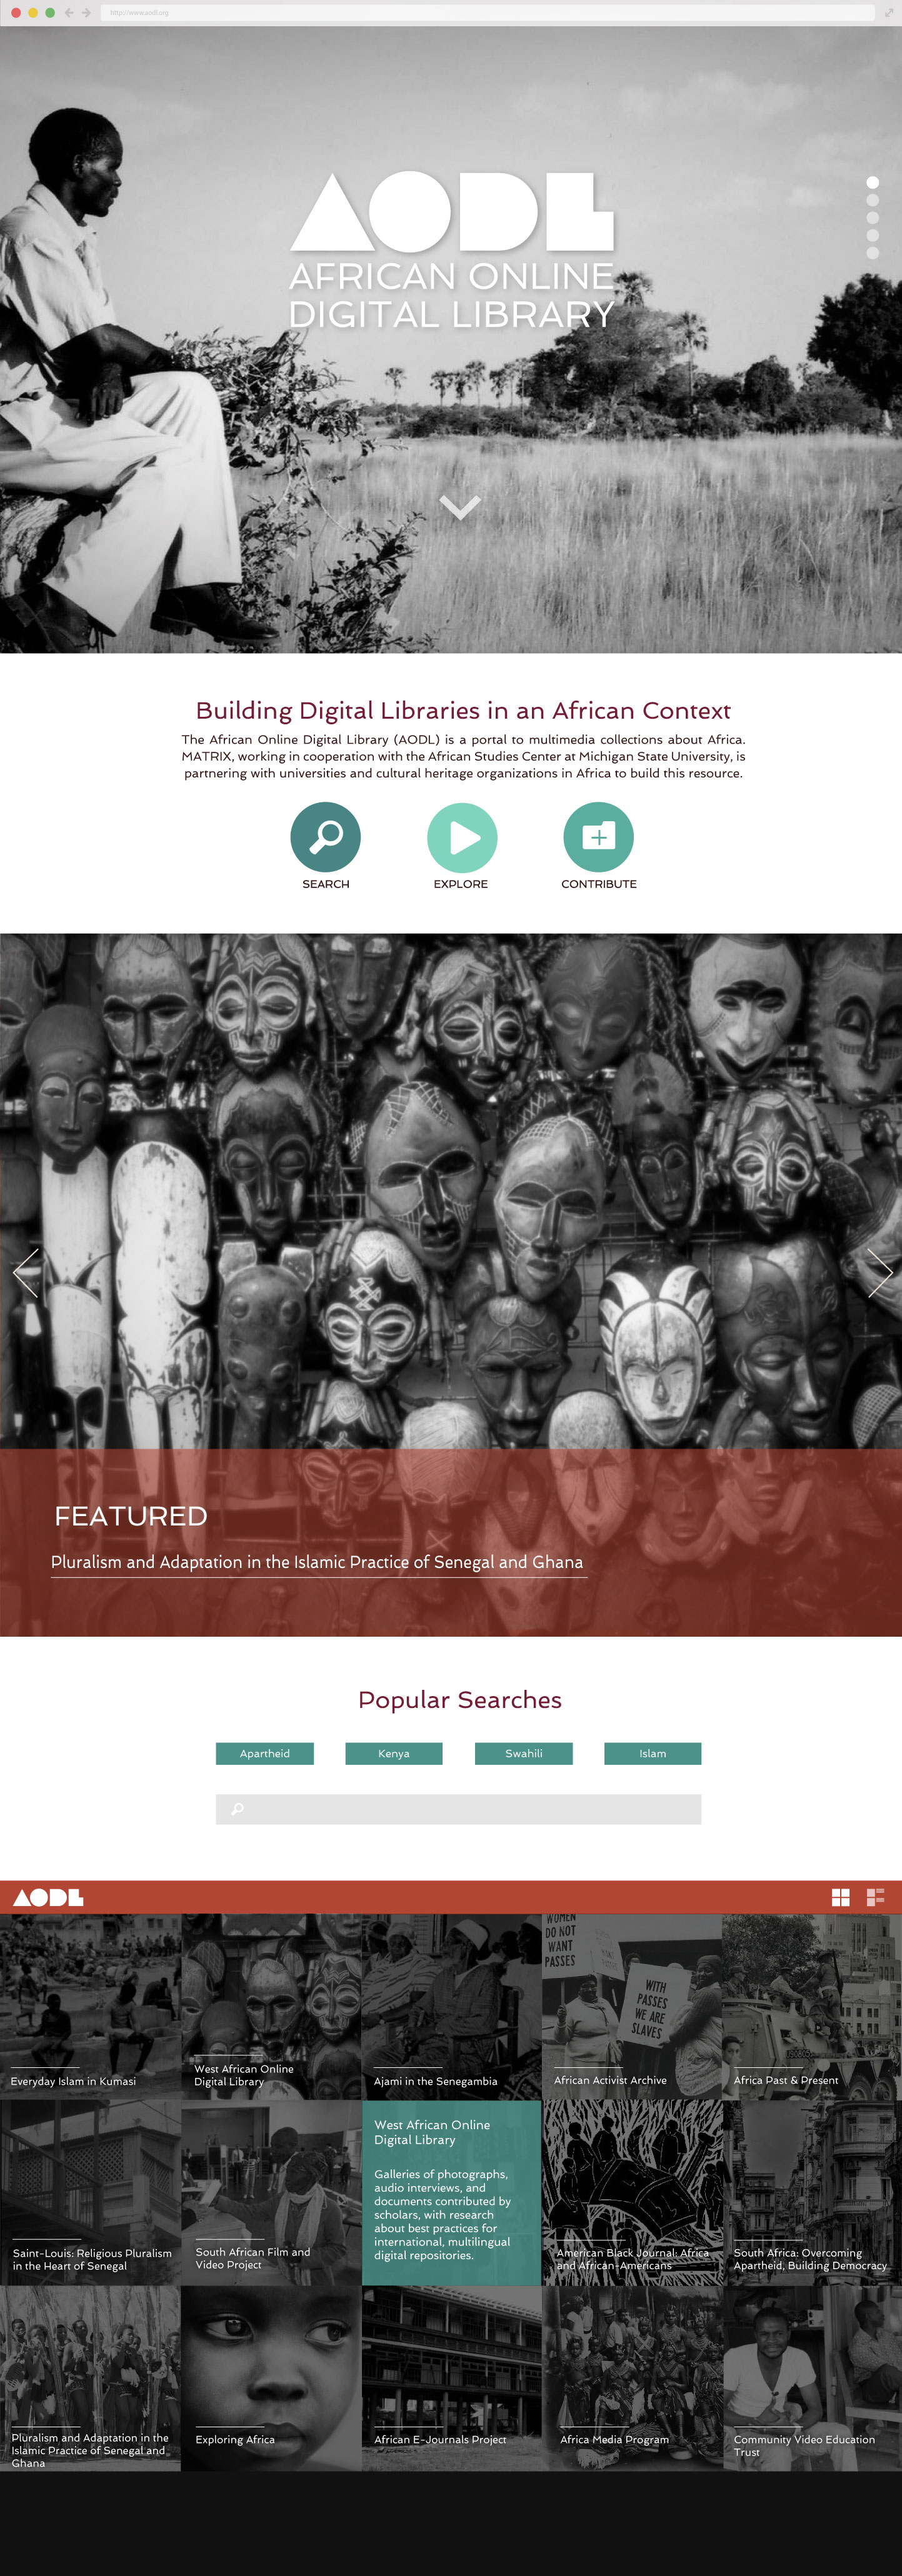 http://www.aodl.org
AODL
AFRICAN ONLINE
DIGITAL LIBRARY
Building Digital Libraries in an African Context
The African Online Digital Library (AODL) is a portal to multimedia collections about Africa.
MATRIX, working in cooperation with the African Studies Center at Michigan State University, is
partnering with universities and cultural heritage organizations in Africa to build this resource.
SEARCH
EXPLORE
CONTRIBUTE
FEATURED
Pluralism and Adaptation in the Islamic Practice of Senegal and Ghana
Popular Searches
Apartheid
Kenya
Swahili
Islam
AODL
Everyday Islam in Kumasi
West African Online
Digital Library
Ajami in the Senegambia
WOMEN
DO NOT
WANT
PASSES
WITH
PASSES
WE ARE
SLAVES
African Activist Archive
Africa Past & Present
Saint-Louis: Religious Pluralism
in the Heart of Senegal
South African Film and
Video Project
West African Online
Digital Library
Galleries of photographs,
audio interviews, and
documents contributed by
scholars, with research
about best practices for
international, multilingual
digital repositories.
American Black Journal: Africa
and African-Americans
South Africa: Overcoming
Apartheid, Building Democracy
Pluralism and Adaptation in the
Islamic Practice of Senegal and
Ghana
Exploring Africa
African E-Journals Project
Africa Media Program
Community Video Education
Trust